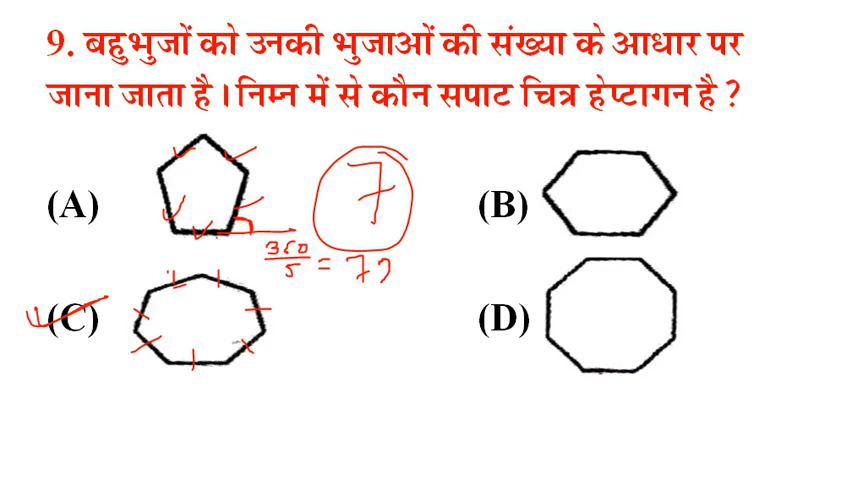 9. बहुभुजों को उनकी भुजाओं की संख्या के आधार पर
जाना जाता है। निम्न में से कौन सपाट चित्र हेप्टागन है ?
(A)
7
(B)
360
5
= 72
(C)
(D)